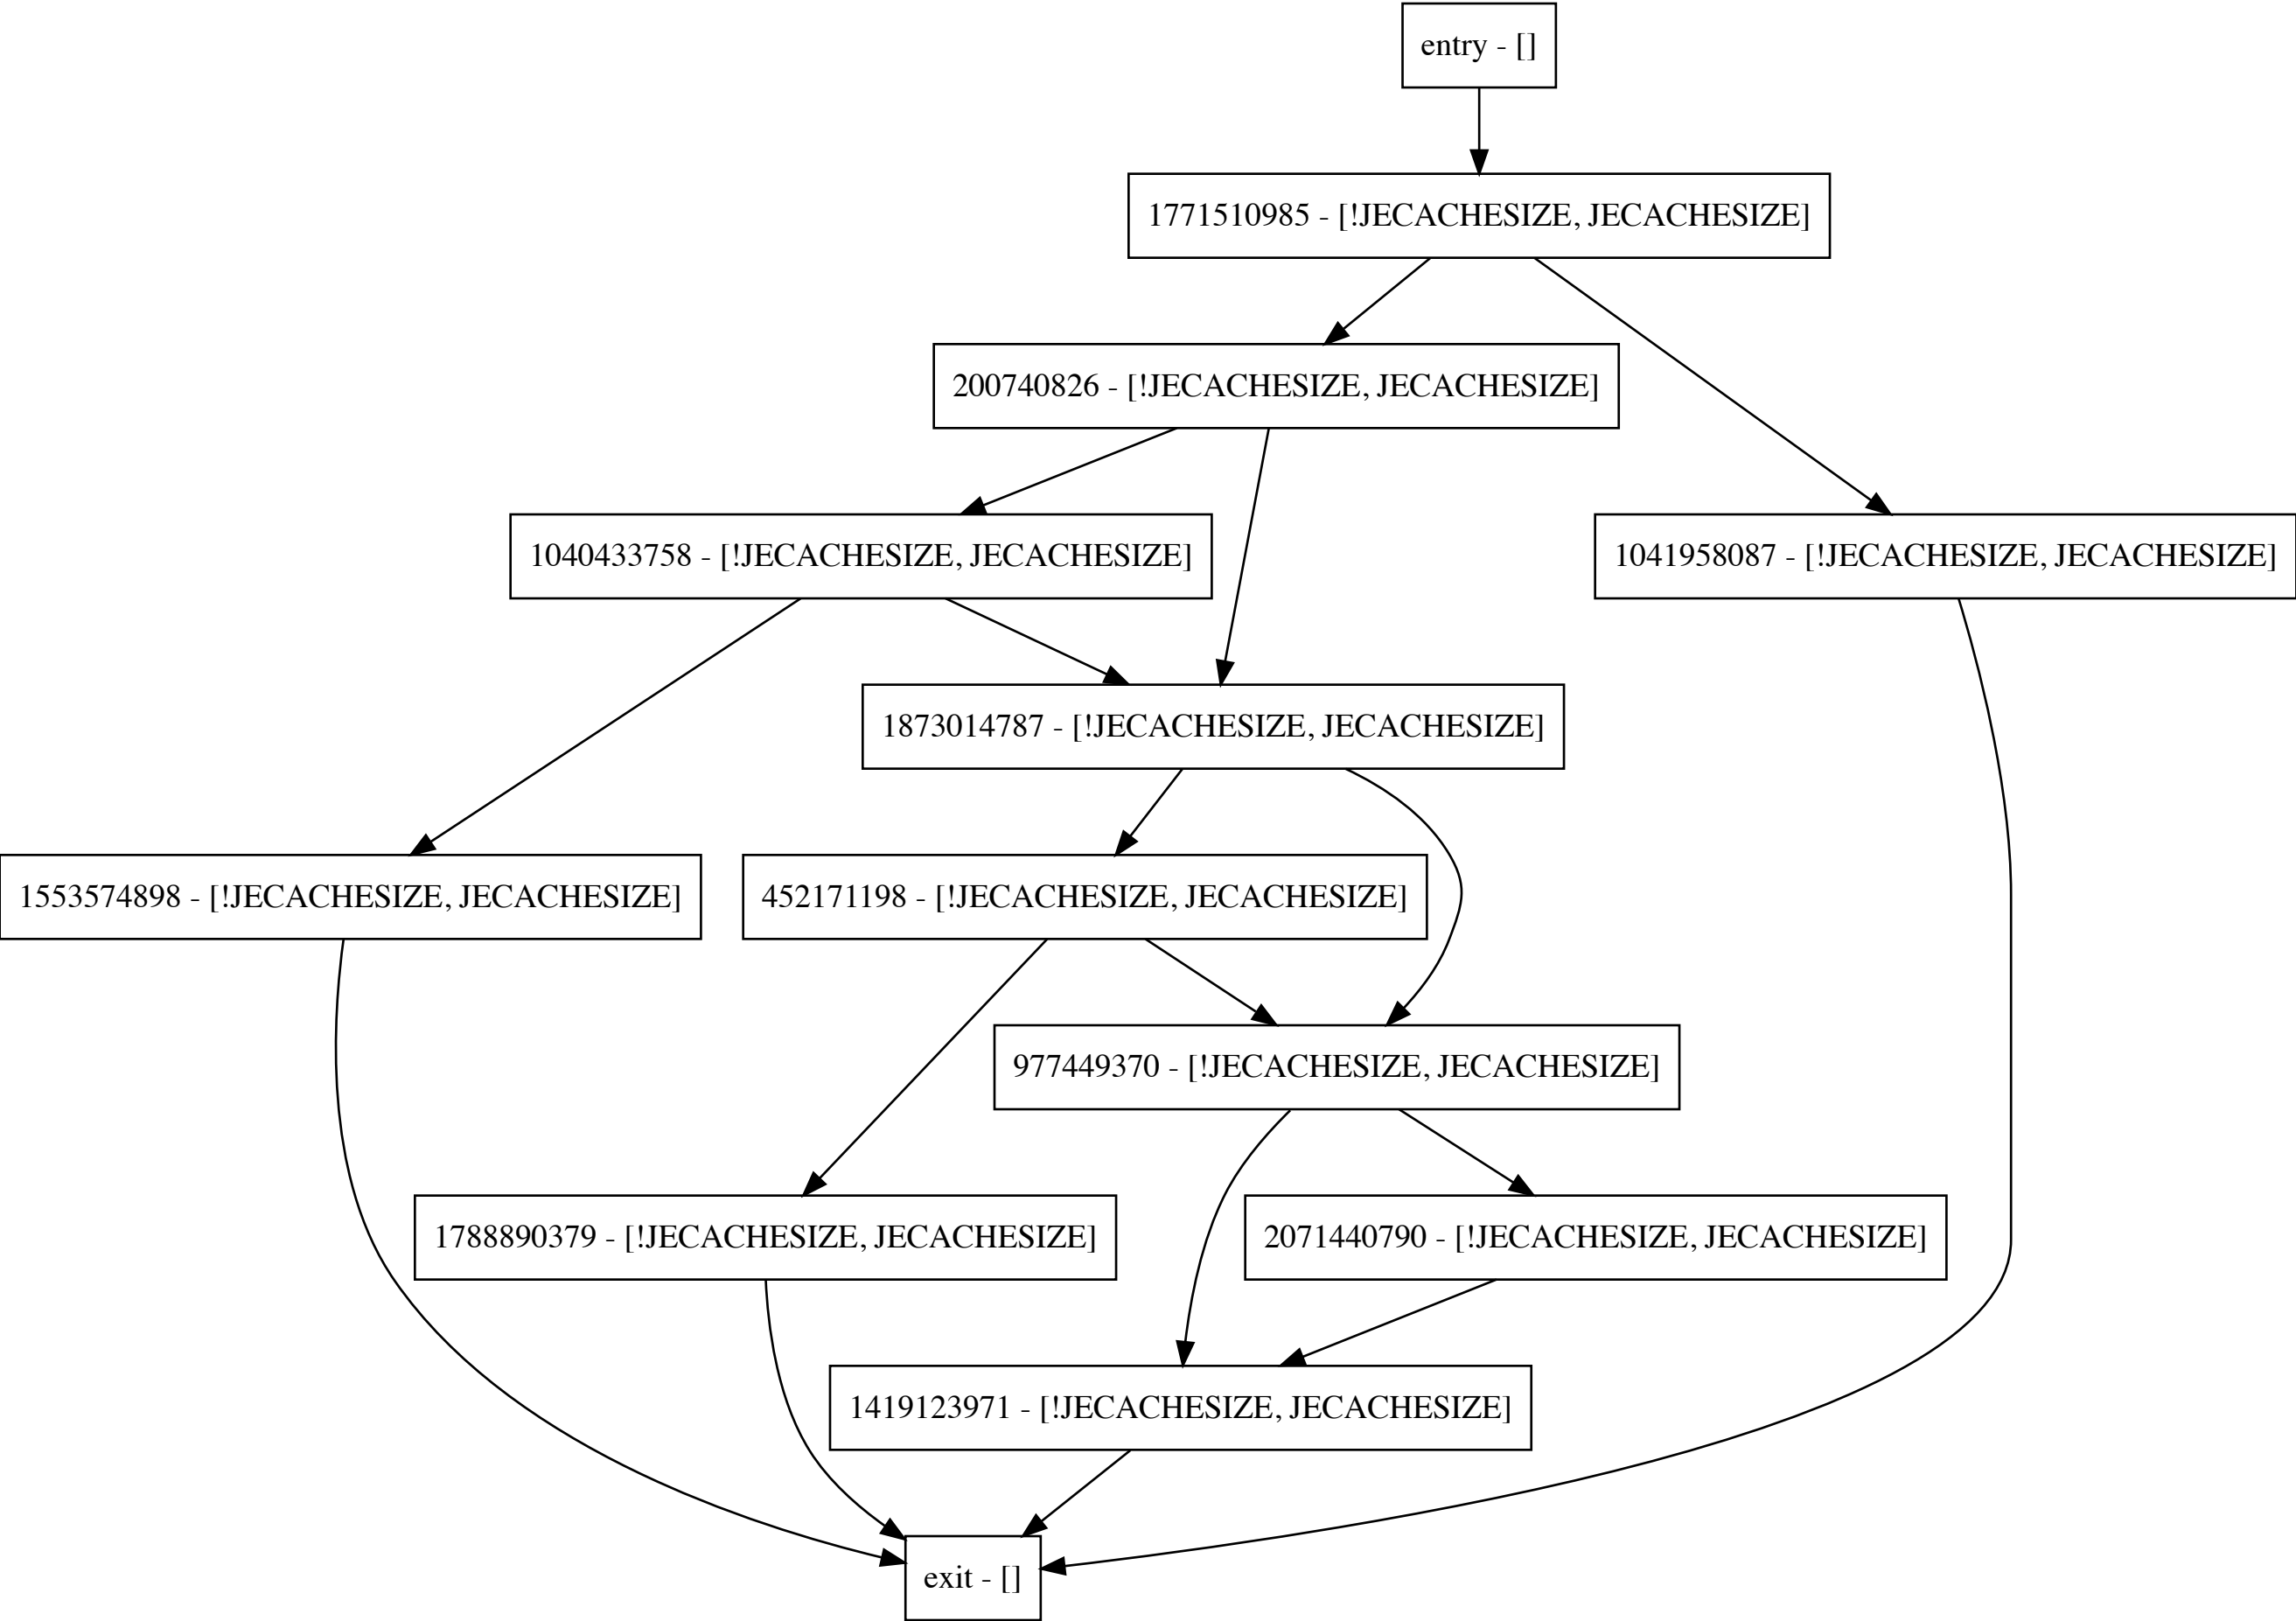 entry - []
1771510985 - [!JECACHESIZE, JECACHESIZE]
200740826 - [!JECACHESIZE, JECACHESIZE]
1040433758 - [!JECACHESIZE, JECACHESIZE]
1041958087 - [!JECACHESIZE, JECACHESIZE]
1873014787 - [!JECACHESIZE, JECACHESIZE]
1553574898 - [!JECACHESIZE, JECACHESIZE]
452171198 - [!JECACHESIZE, JECACHESIZE]
977449370 - [!JECACHESIZE, JECACHESIZE]
1788890379 - [!JECACHESIZE, JECACHESIZE]
2071440790 - [!JECACHESIZE, JECACHESIZE]
1419123971 - [!JECACHESIZE, JECACHESIZE]
exit - []